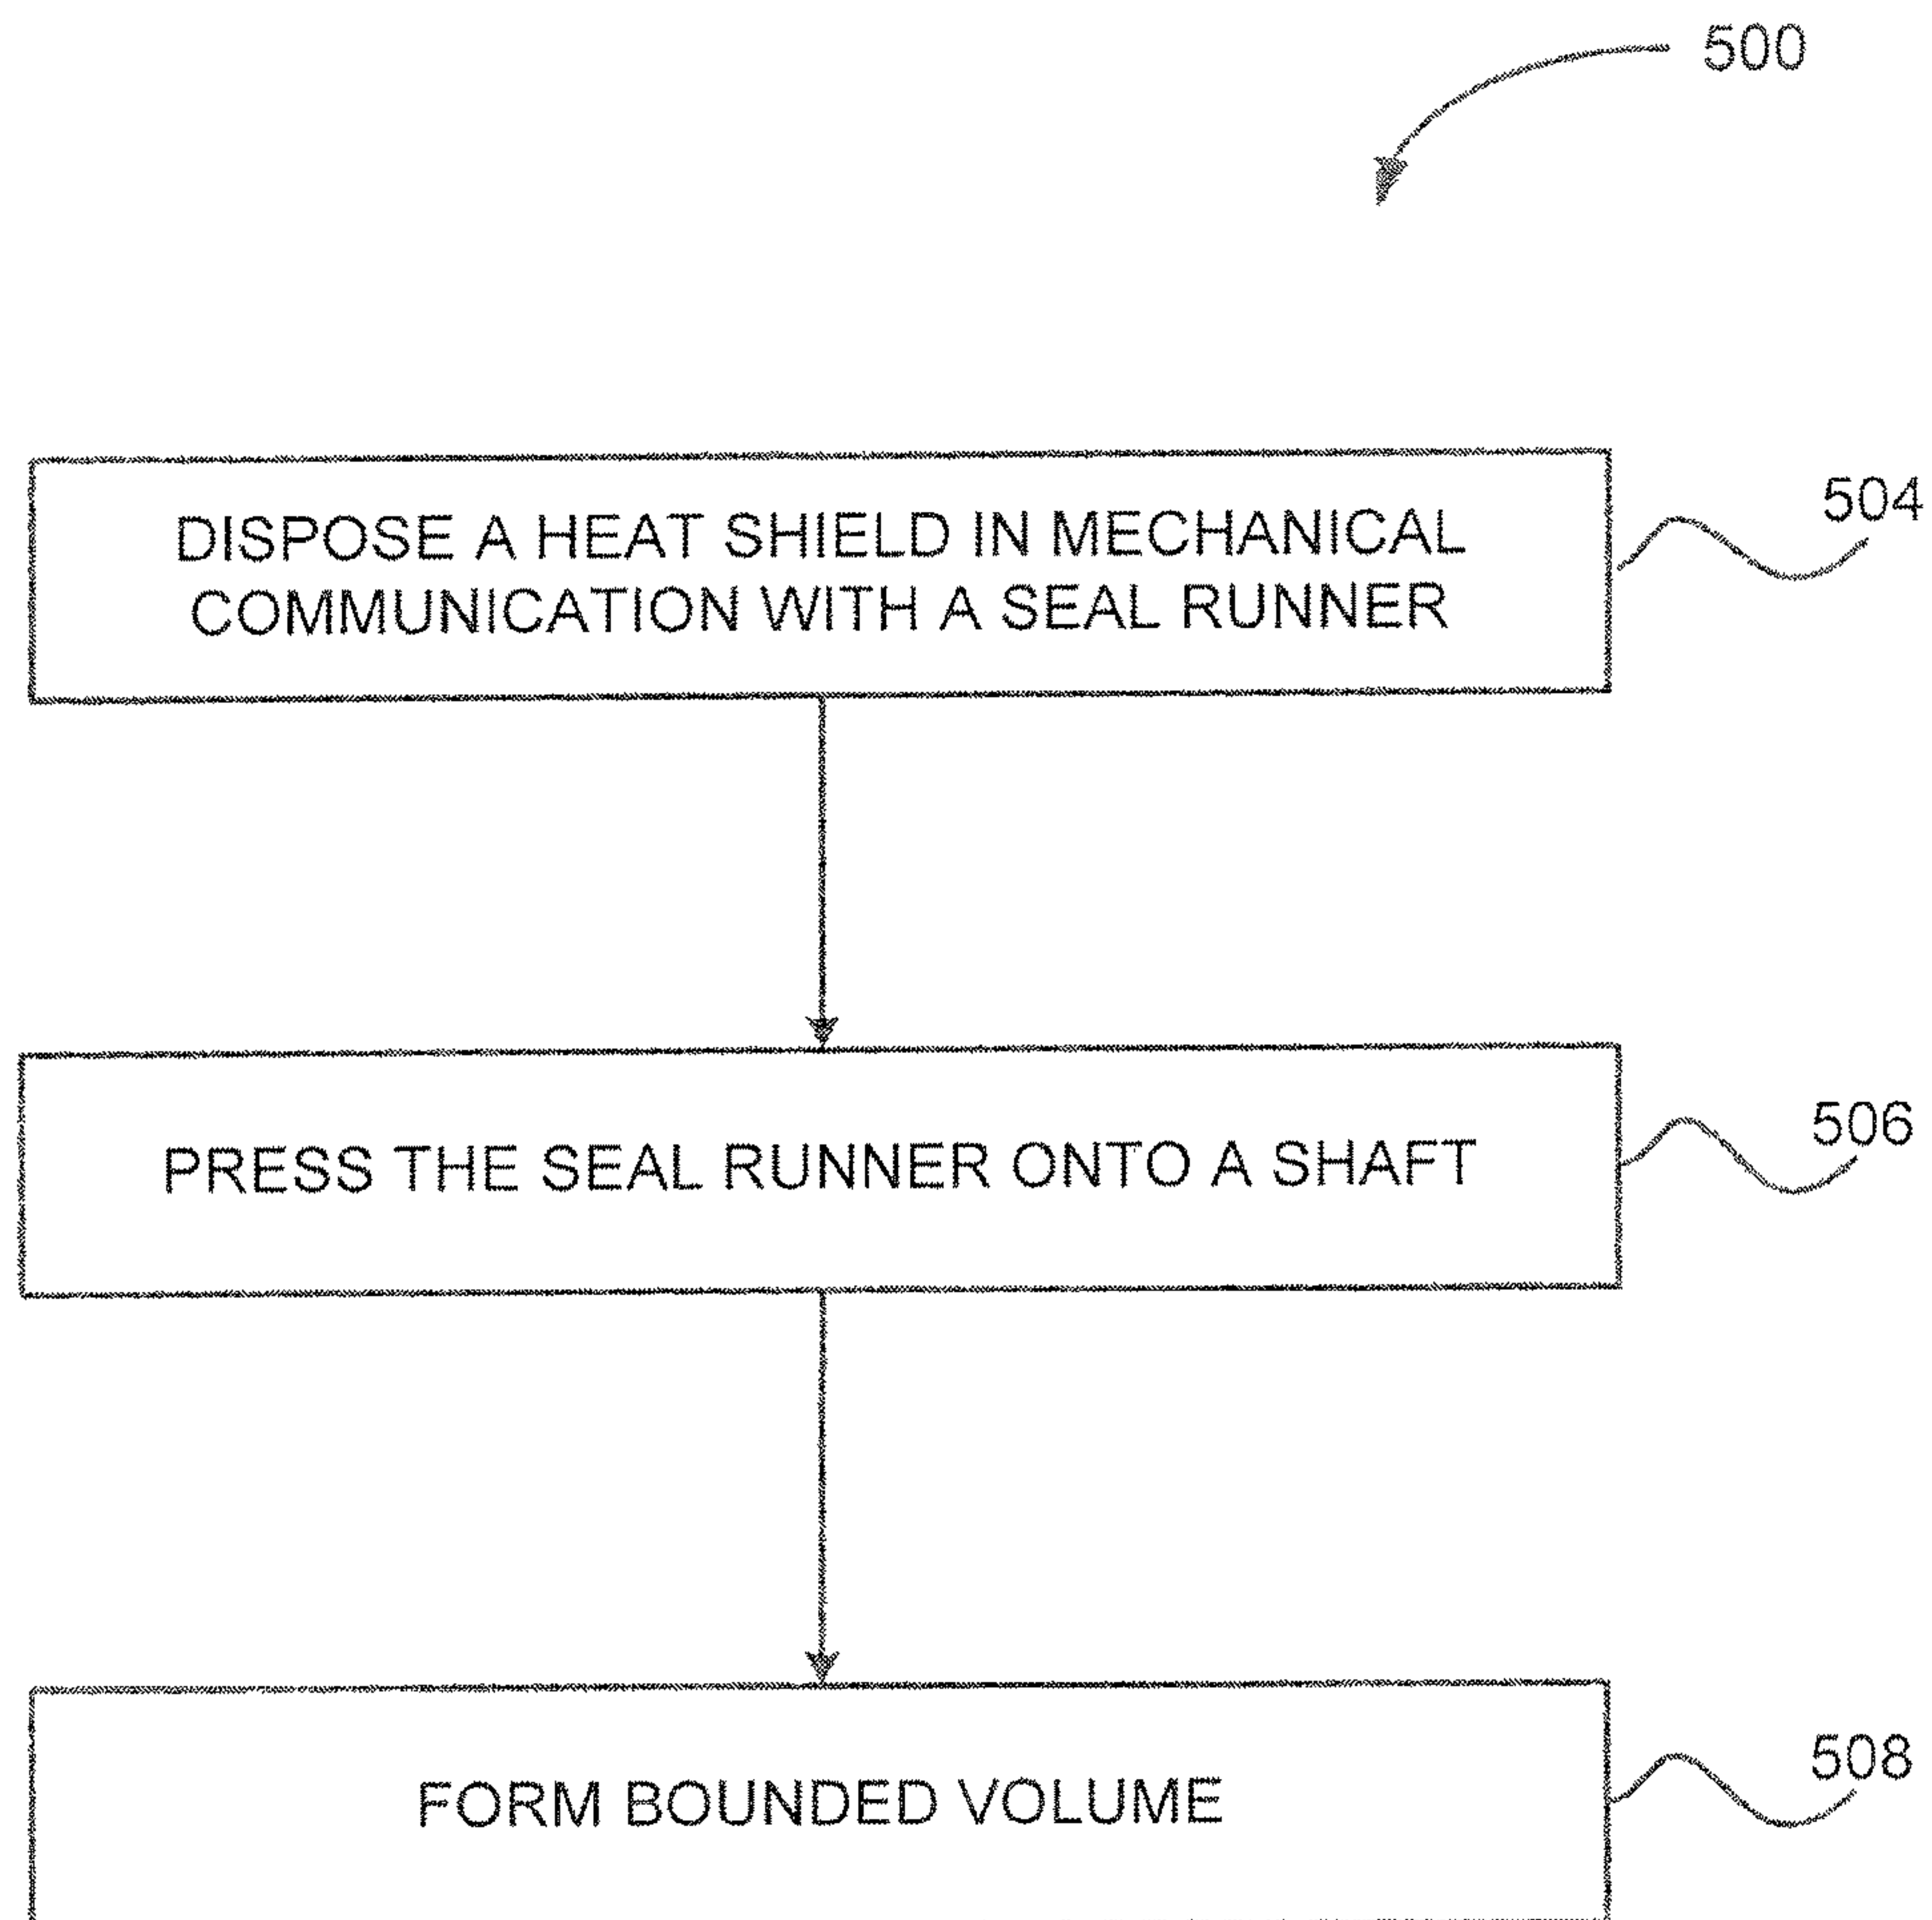 500
DISPOSE A HEAT SHIELD IN MECHANICAL
COMMUNICATION WITH A SEAL RUNNER
504
PRESS THE SEAL RUNNER ONTO A SHAFT
506
FORM BOUNDED VOLUME
508